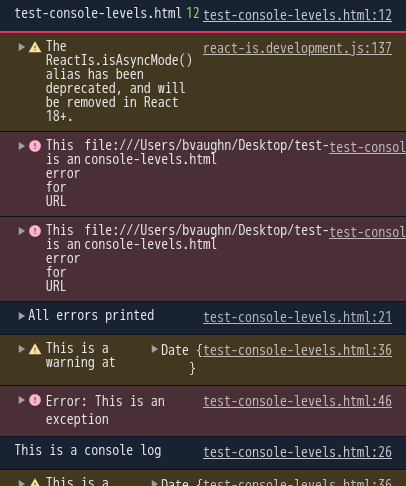 test-console-levels.html 12 test-console-levels.html:12
The react-is.development.js:137
ReactIs.isAsyncMode()
alias has been
deprecated, and will
be removed in React
18+.
This file:///Users/bvaughn/Desktop/test- test-consol
is an console-levels.html
error
for
URL
This file:///Users/bvaughn/Desktop/test- test-consol
is an console-levels.html
error
for
URL
All errors printed test-console-levels.html:21
This is a Date { test-console-levels.html:36
warning at }
Error: This is an test-console-levels.html:46
exception
This is a console log test-console-levels.html:26
This is a Date { test-console-levels.html:36